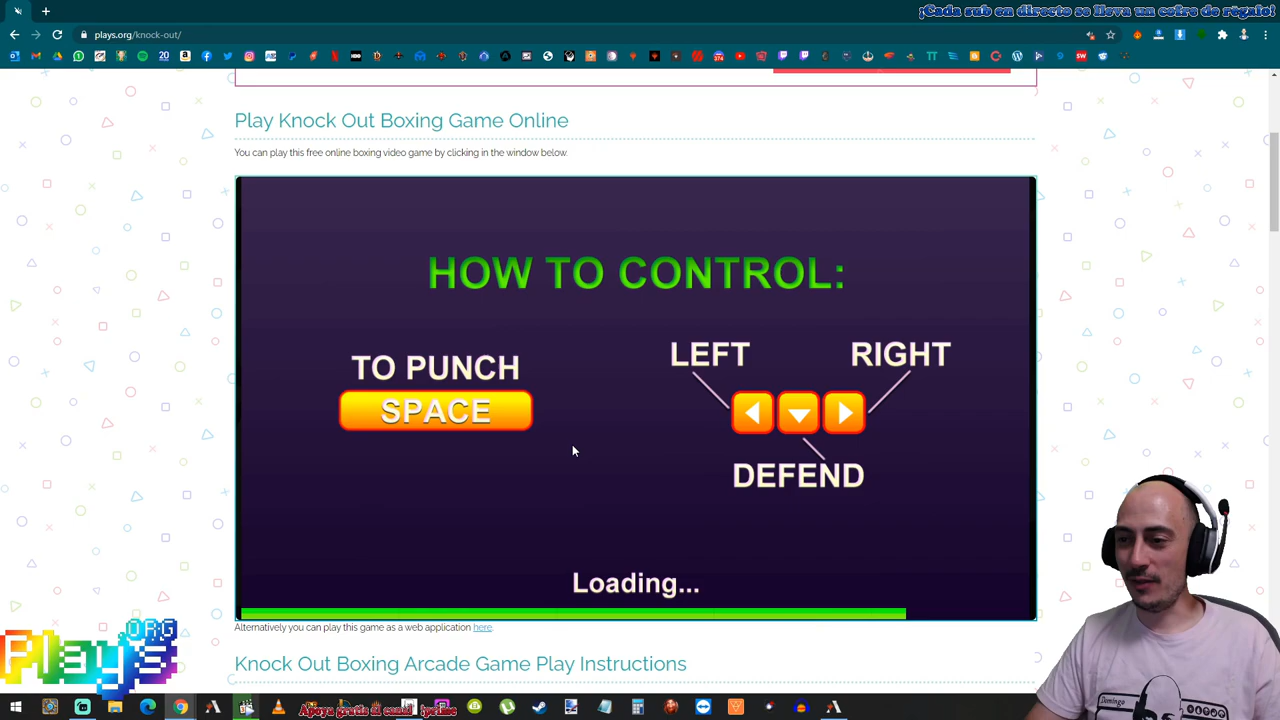 ¡Cada sub en directo se lleva un cofre de regalo!
plays.org/knock-out/
Play Knock Out Boxing Game Online
You can play this free online boxing video game by clicking in the window below.
HOW TO CONTROL:
TO PUNCH
SPACE
LEFT
RIGHT
DEFEND
Loading...
Alternatively you can play this game as a web application here.
Knock Out Boxing Arcade Game Play Instructions
.ORG
Plays
Apoya gratis a
Domingo